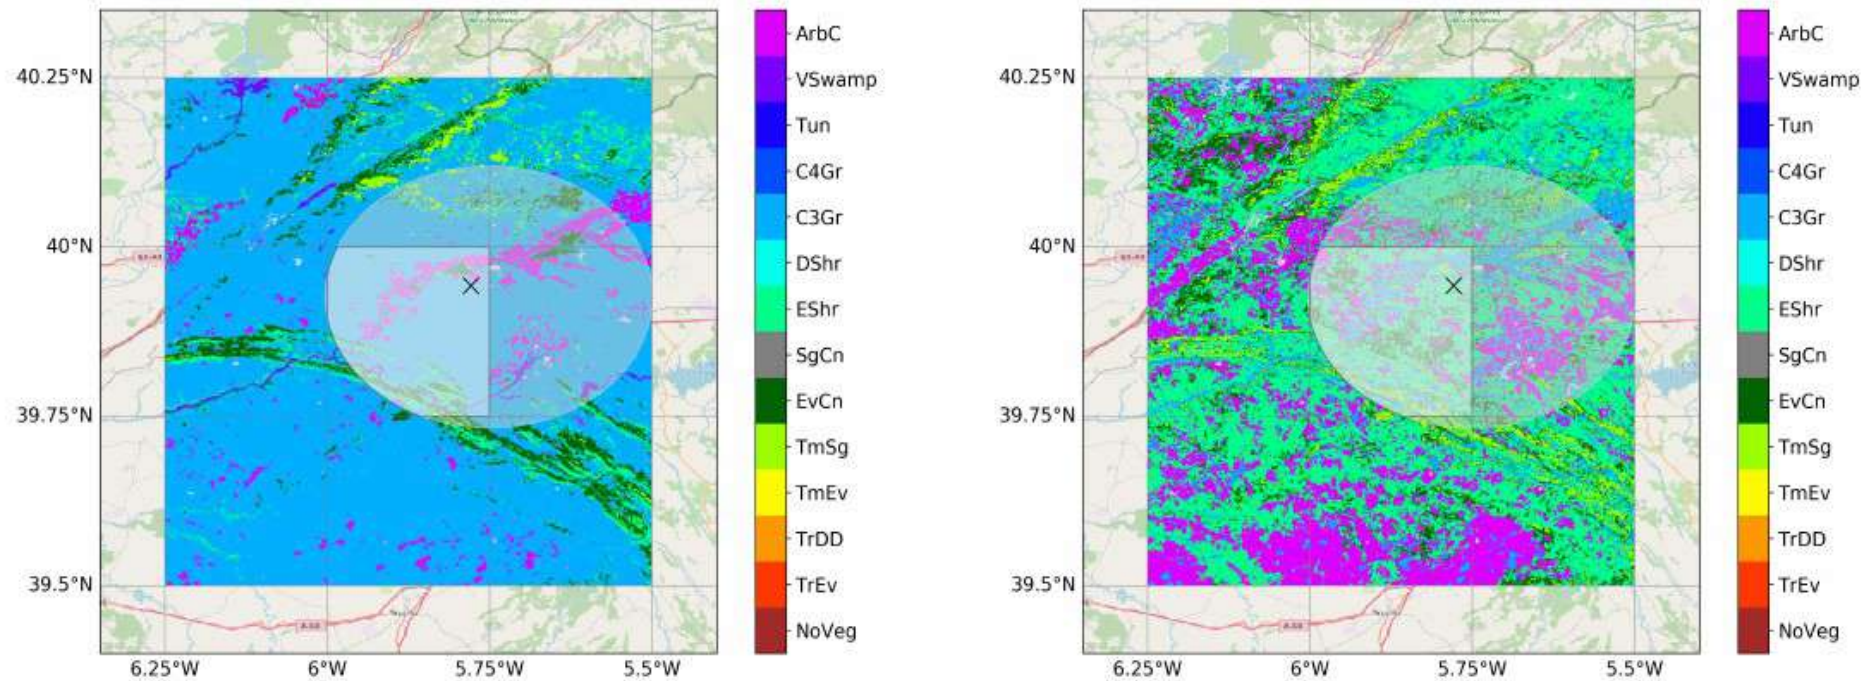 40.25°N
40°N
39.75°N
39.5°N
6.25°W
6°W
5.75°W
5.5°W
ArbC
VSwamp
Tun
C4Gr
C3Gr
DShr
EShr
SgCn
EvCn
TmSg
TmEv
TrDD
TrEv
NoVeg
40.25°N
40°N
39.75°N
39.5°N
6.25°W
6°W
5.75°W
5.5°W
ArbC
VSwamp
Tun
C4Gr
C3Gr
DShr
EShr
SgCn
EvCn
TmSg
TmEv
TrDD
TrEv
NoVeg